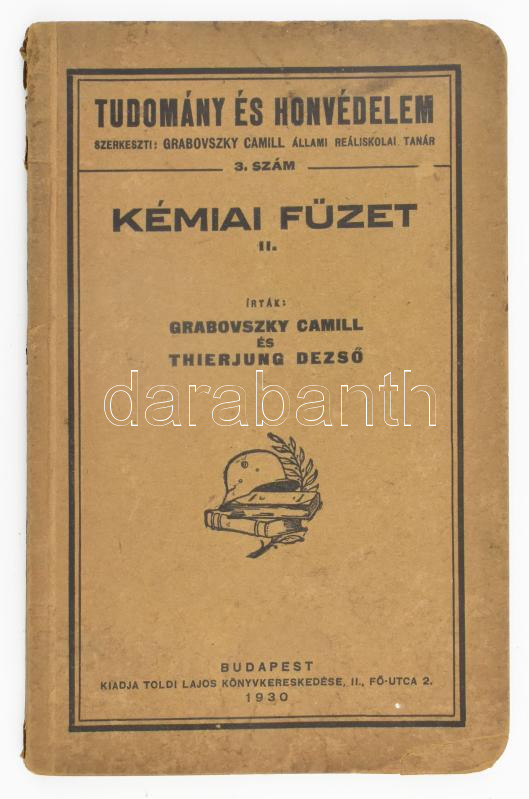 TUDOMÁNY ÉS HONVÉDELEM
SZERKESZTI: GRABOVSZKY CAMILL ÁLLAMI REÁLISKOLAI TANÁR
3. SZÁM
KÉMIAI FÜZET
II.
ÍRTÁK:
GRABOVSZKY CAMILL
ÉS
THIERJUNG DEZSŐ
darabanth
BUDAPEST
KIADJA TOLDI LAJOS KÖNYVKERESKEDÉSE, II., FŐ-UTCA 2.
1930